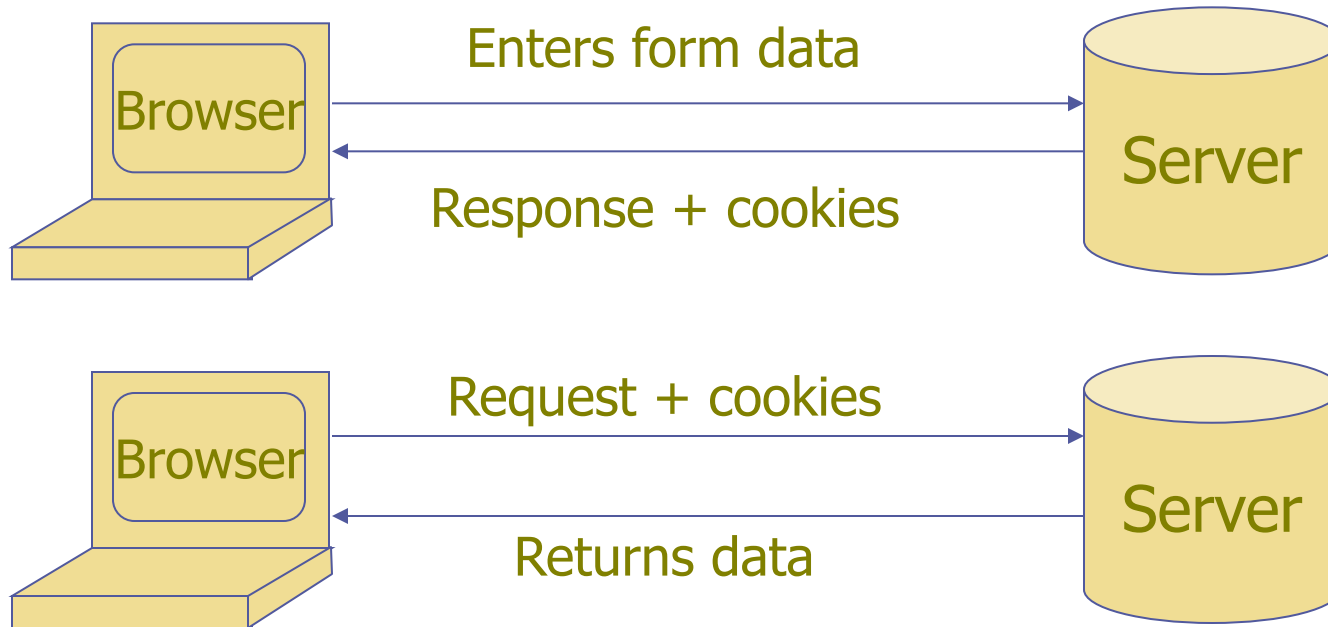 Enters form data
Browser
Server
Response + cookies
Request + cookies
Browser
Server
Returns data